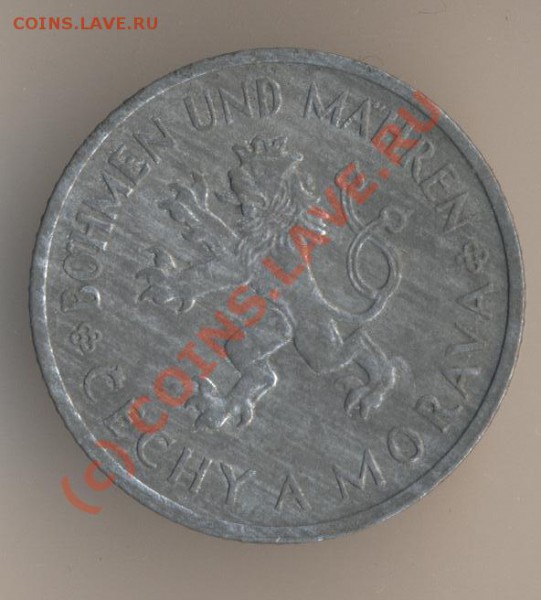 COINS.LAVE.RU
BÖHMEN UND MÄHREN
ČECHY A MORAVA
(c) COINS.LAVE.RU